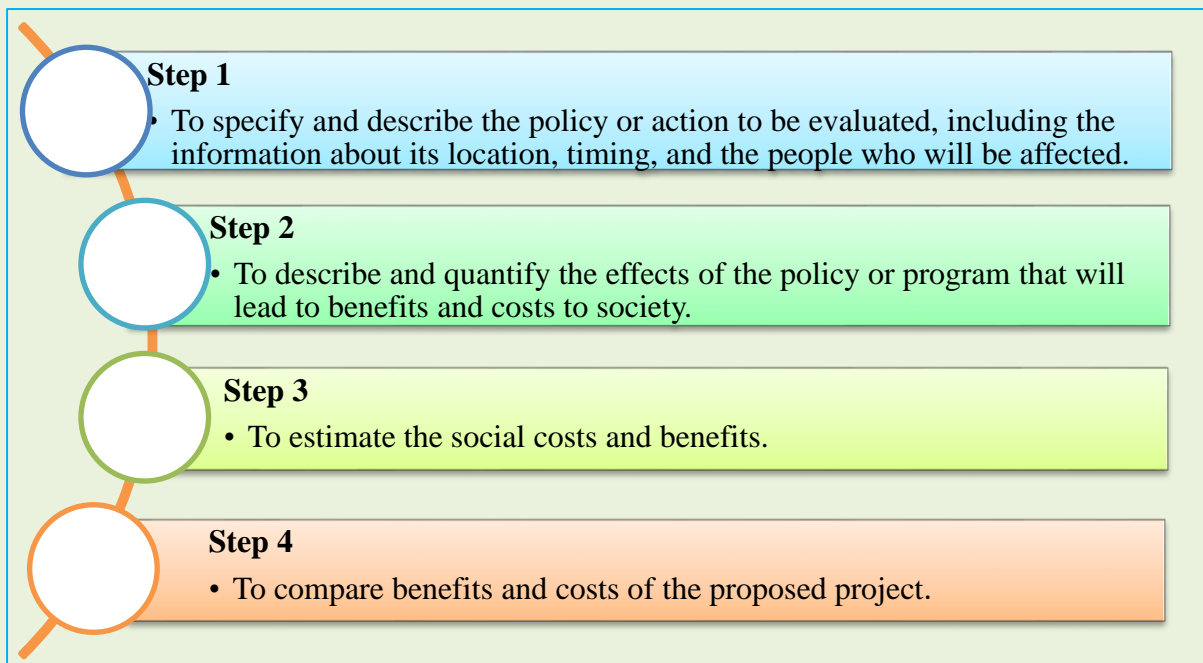 Step 1
• To specify and describe the policy or action to be evaluated, including the
information about its location, timing, and the people who will be affected.
Step 2
• To describe and quantify the effects of the policy or program that will
lead to benefits and costs to society.
Step 3
• To estimate the social costs and benefits.
Step 4
• To compare benefits and costs of the proposed project.